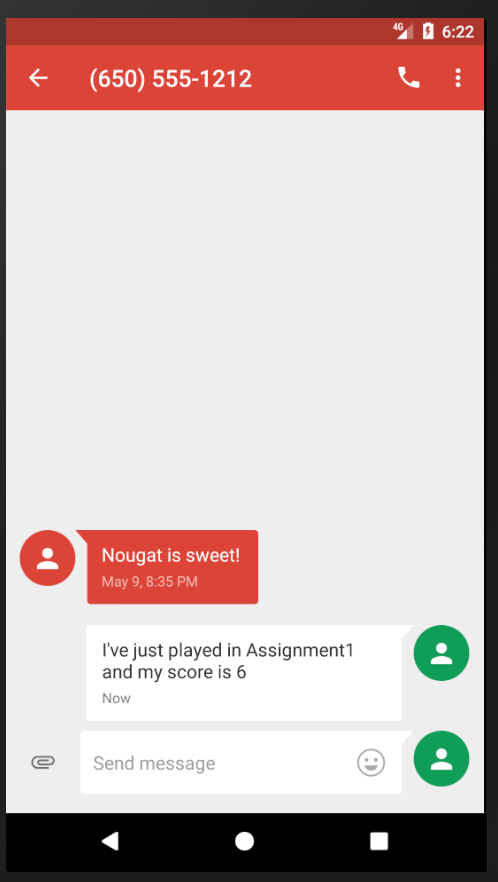 4G 6:22
(650) 555-1212
Nougat is sweet!
May 9, 8:35 PM
I've just played in Assignment1
and my score is 6
Now
Send message